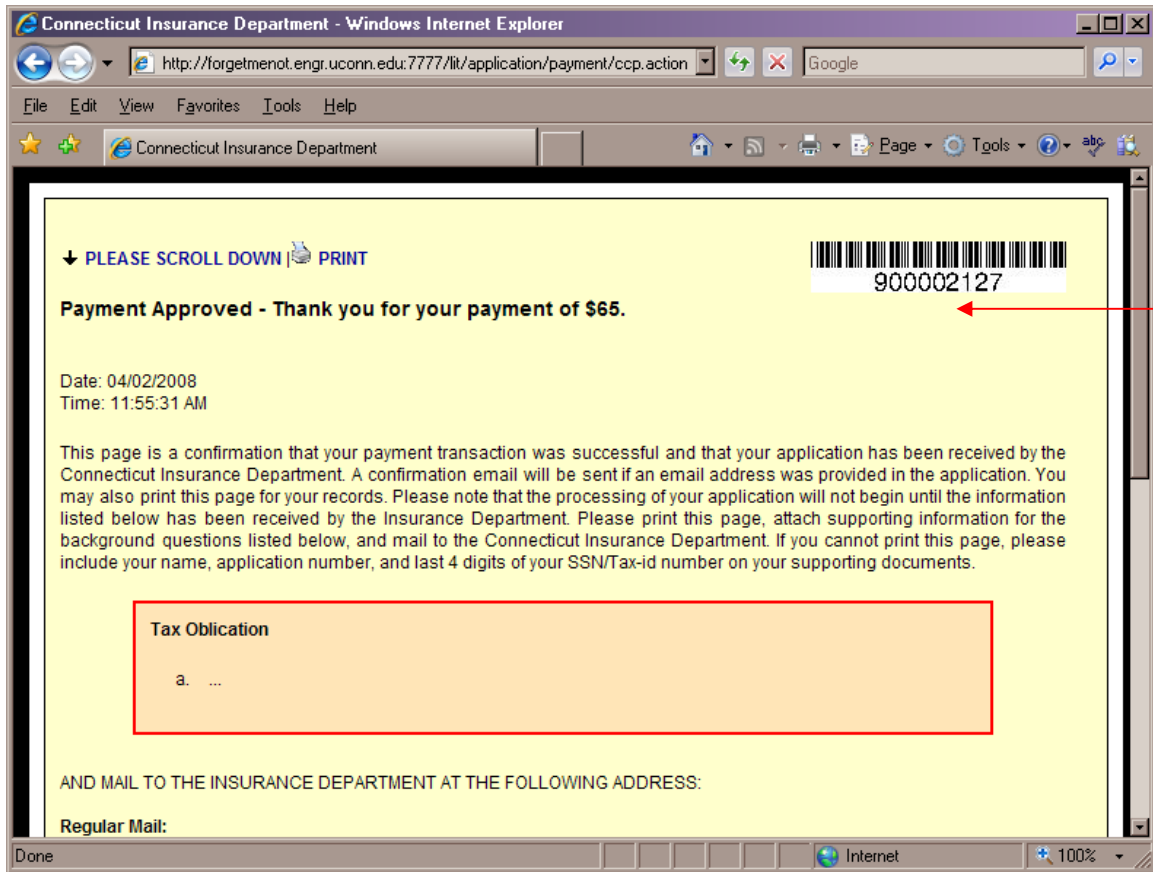 Connecticut Insurance Department - Windows Internet Explorer
http://forgetmenot.engr.uconn.edu:7777/lit/application/payment/ccp.action Google
File Edit View Favorites Tools Help
Connecticut Insurance Department Page Tools abc
PLEASE SCROLL DOWN | PRINT
900002127
Payment Approved - Thank you for your payment of $65.
Date: 04/02/2008
Time: 11:55:31 AM
This page is a confirmation that your payment transaction was successful and that your application has been received by the
Connecticut Insurance Department. A confirmation email will be sent if an email address was provided in the application. You
may also print this page for your records. Please note that the processing of your application will not begin until the information
listed below has been received by the Insurance Department. Please print this page, attach supporting information for the
background questions listed below, and mail to the Connecticut Insurance Department. If you cannot print this page, please
include your name, application number, and last 4 digits of your SSN/Tax-id number on your supporting documents.
Tax Oblication
a. ...
AND MAIL TO THE INSURANCE DEPARTMENT AT THE FOLLOWING ADDRESS:
Regular Mail:
Done Internet 100%